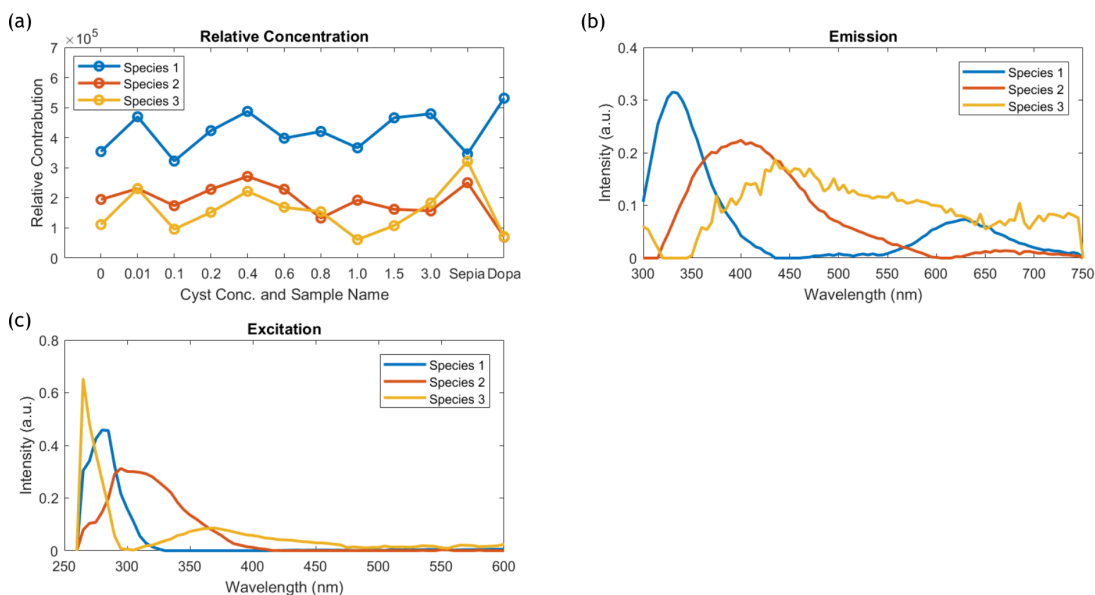 (a)
×10⁵
Relative Concentration
7
6
5
4
3
2
1
0
Relative Contrabution
Species 1
Species 2
Species 3
0 0.01 0.1 0.2 0.4 0.6 0.8 1.0 1.5 3.0 Sepia Dopa
Cyst Conc. and Sample Name
(b)
Emission
0.4
0.3
0.2
0.1
0
Intensity (a.u.)
Species 1
Species 2
Species 3
300 350 400 450 500 550 600 650 700 750
Wavelength (nm)
(c)
Excitation
0.8
0.6
0.4
0.2
0
Intensity (a.u.)
Species 1
Species 2
Species 3
250 300 350 400 450 500 550 600
Wavelength (nm)